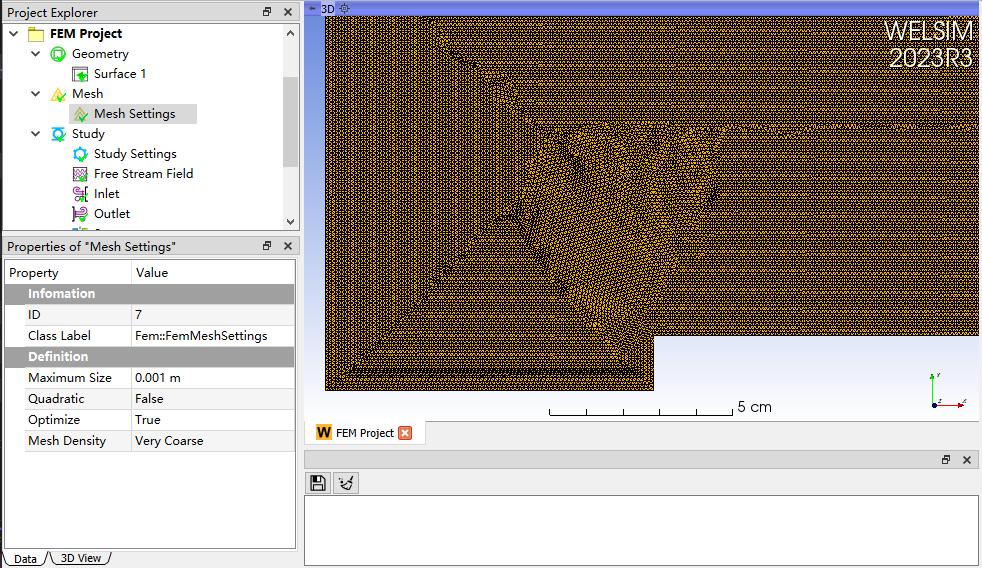 Project Explorer
FEM Project
Geometry
Surface 1
Mesh
Mesh Settings
Study
Study Settings
Free Stream Field
Inlet
Outlet
Properties of "Mesh Settings"
Property Value
Infomation
ID 7
Class Label Fem::FemMeshSettings
Definition
Maximum Size 0.001 m
Quadratic False
Optimize True
Mesh Density Very Coarse
Data 3D View
3D
WELSIM
2023R3
Y
Z X
5 cm
W FEM Project